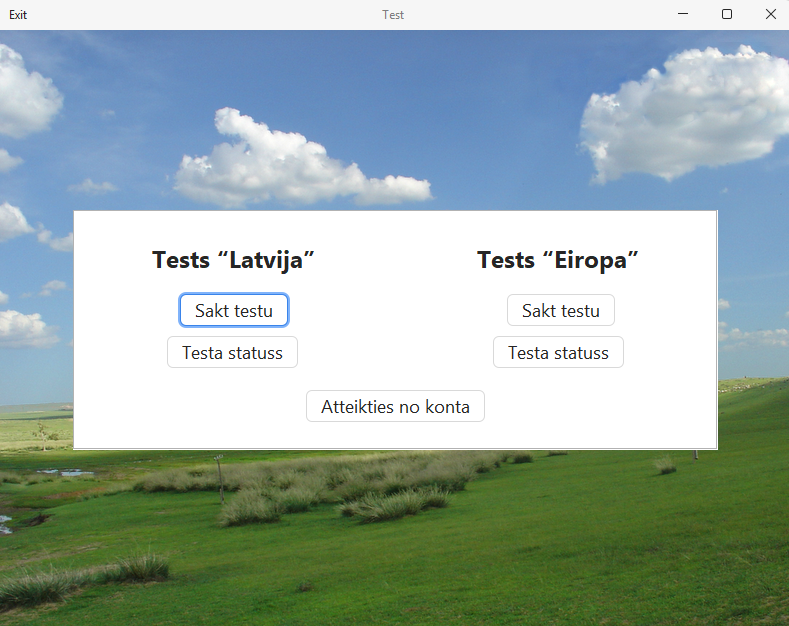 Exit
Test
Tests “Latvija”
Tests “Eiropa”
Sakt testu
Sakt testu
Testa statuss
Testa statuss
Atteikties no konta